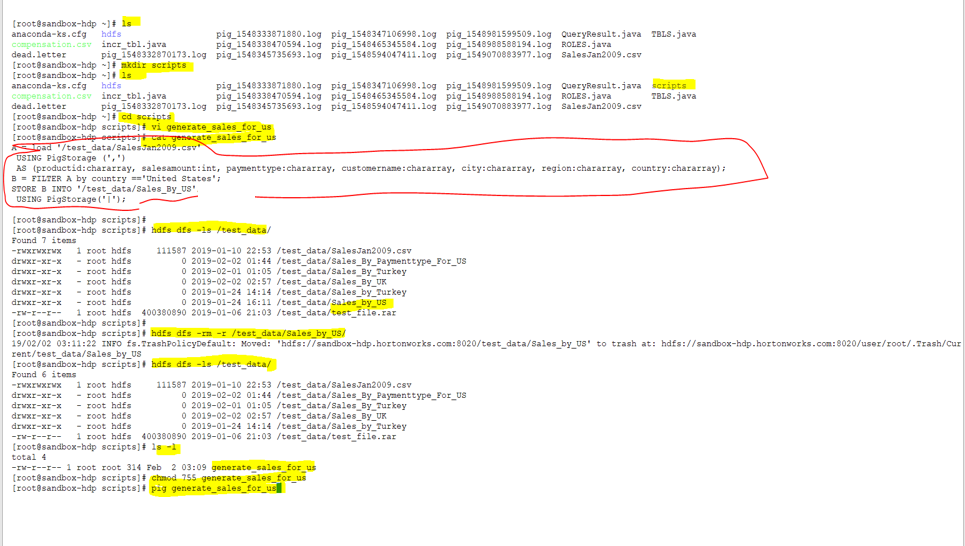 [root@sandbox-hdp ~]# ls
anaconda-ks.cfg hdfs pig_1548333871880.log pig_1548347106998.log pig_1548981599509.log QueryResult.java TBLS.java
compensation.csv incr_tbl.java pig_1548338470594.log pig_1548465345584.log pig_1548988588194.log ROLES.java
dead.letter pig_1548332870173.log pig_1548345735693.log pig_1548594047411.log pig_1549070883977.log SalesJan2009.csv
[root@sandbox-hdp ~]# mkdir scripts
[root@sandbox-hdp ~]# ls
anaconda-ks.cfg hdfs pig_1548333871880.log pig_1548347106998.log pig_1548981599509.log QueryResult.java scripts
compensation.csv incr_tbl.java pig_1548338470594.log pig_1548465345584.log pig_1548988588194.log ROLES.java TBLS.java
dead.letter pig_1548332870173.log pig_1548345735693.log pig_1548594047411.log pig_1549070883977.log SalesJan2009.csv
[root@sandbox-hdp ~]# cd scripts
[root@sandbox-hdp scripts]# vi generate_sales_for_us
[root@sandbox-hdp scripts]# cat generate_sales_for_us
A = load '/test_data/SalesJan2009.csv'
USING PigStorage (',')
AS (productid:chararray, salesamount:int, paymenttype:chararray, customername:chararray, city:chararray, region:chararray, country:chararray);
B = FILTER A by country =='United States';
STORE B INTO '/test_data/Sales_By_US'
USING PigStorage('|');
[root@sandbox-hdp scripts]#
[root@sandbox-hdp scripts]# hdfs dfs -ls /test_data/
Found 7 items
-rwxrwxrwx 1 root hdfs 111587 2019-01-10 22:53 /test_data/SalesJan2009.csv
drwxr-xr-x - root hdfs 0 2019-02-02 01:44 /test_data/Sales_By_Paymenttype_For_US
drwxr-xr-x - root hdfs 0 2019-02-01 01:05 /test_data/Sales_By_Turkey
drwxr-xr-x - root hdfs 0 2019-02-02 02:57 /test_data/Sales_By_UK
drwxr-xr-x - root hdfs 0 2019-01-24 14:14 /test_data/Sales_by_Turkey
drwxr-xr-x - root hdfs 0 2019-01-24 16:11 /test_data/Sales_by_US
-rw-r--r-- 1 root hdfs 400380890 2019-01-06 21:03 /test_data/test_file.rar
[root@sandbox-hdp scripts]#
[root@sandbox-hdp scripts]# hdfs dfs -rm -r /test_data/Sales_by_US/
19/02/02 03:11:22 INFO fs.TrashPolicyDefault: Moved: 'hdfs://sandbox-hdp.hortonworks.com:8020/test_data/Sales_by_US' to trash at: hdfs://sandbox-hdp.hortonworks.com:8020/user/root/.Trash/Cur
rent/test_data/Sales_by_US
[root@sandbox-hdp scripts]# hdfs dfs -ls /test_data/
Found 6 items
-rwxrwxrwx 1 root hdfs 111587 2019-01-10 22:53 /test_data/SalesJan2009.csv
drwxr-xr-x - root hdfs 0 2019-02-02 01:44 /test_data/Sales_By_Paymenttype_For_US
drwxr-xr-x - root hdfs 0 2019-02-01 01:05 /test_data/Sales_By_Turkey
drwxr-xr-x - root hdfs 0 2019-02-02 02:57 /test_data/Sales_By_UK
drwxr-xr-x - root hdfs 0 2019-01-24 14:14 /test_data/Sales_by_Turkey
-rw-r--r-- 1 root hdfs 400380890 2019-01-06 21:03 /test_data/test_file.rar
[root@sandbox-hdp scripts]# ls -l
total 4
-rw-r--r-- 1 root root 314 Feb 2 03:09 generate_sales_for_us
[root@sandbox-hdp scripts]# chmod 755 generate_sales_for_us
[root@sandbox-hdp scripts]# pig generate_sales_for_us